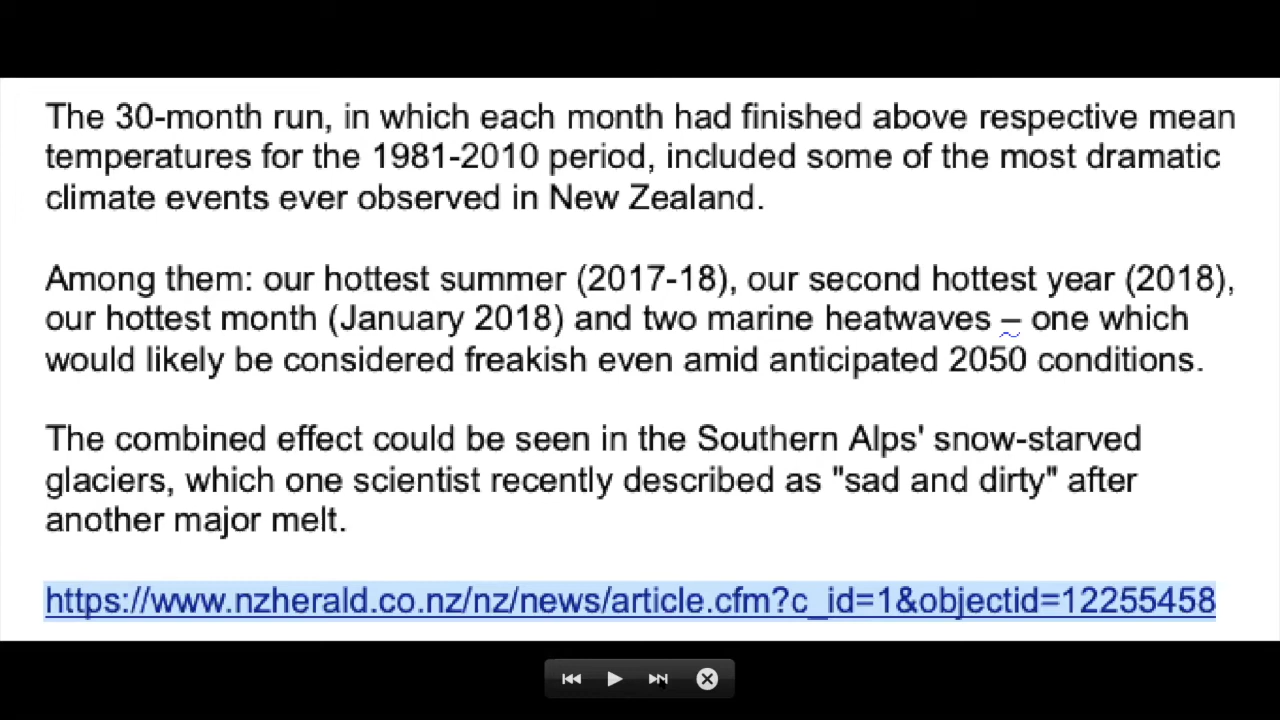 The 30-month run, in which each month had finished above respective mean
temperatures for the 1981-2010 period, included some of the most dramatic
climate events ever observed in New Zealand.
Among them: our hottest summer (2017-18), our second hottest year (2018),
our hottest month (January 2018) and two marine heatwaves – one which
would likely be considered freakish even amid anticipated 2050 conditions.
The combined effect could be seen in the Southern Alps' snow-starved
glaciers, which one scientist recently described as "sad and dirty" after
another major melt.
https://www.nzherald.co.nz/nz/news/article.cfm?c_id=1&objectid=12255458